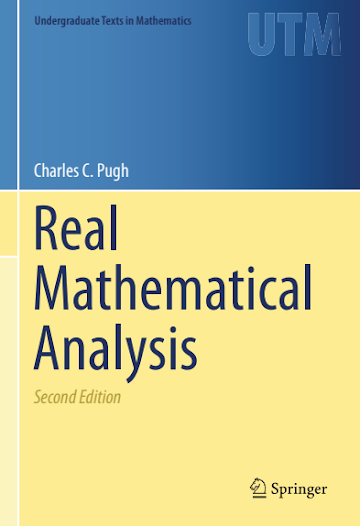 Undergraduate Texts in Mathematics
UTM
Charles C. Pugh
Real
Mathematical
Analysis
Second Edition
Springer